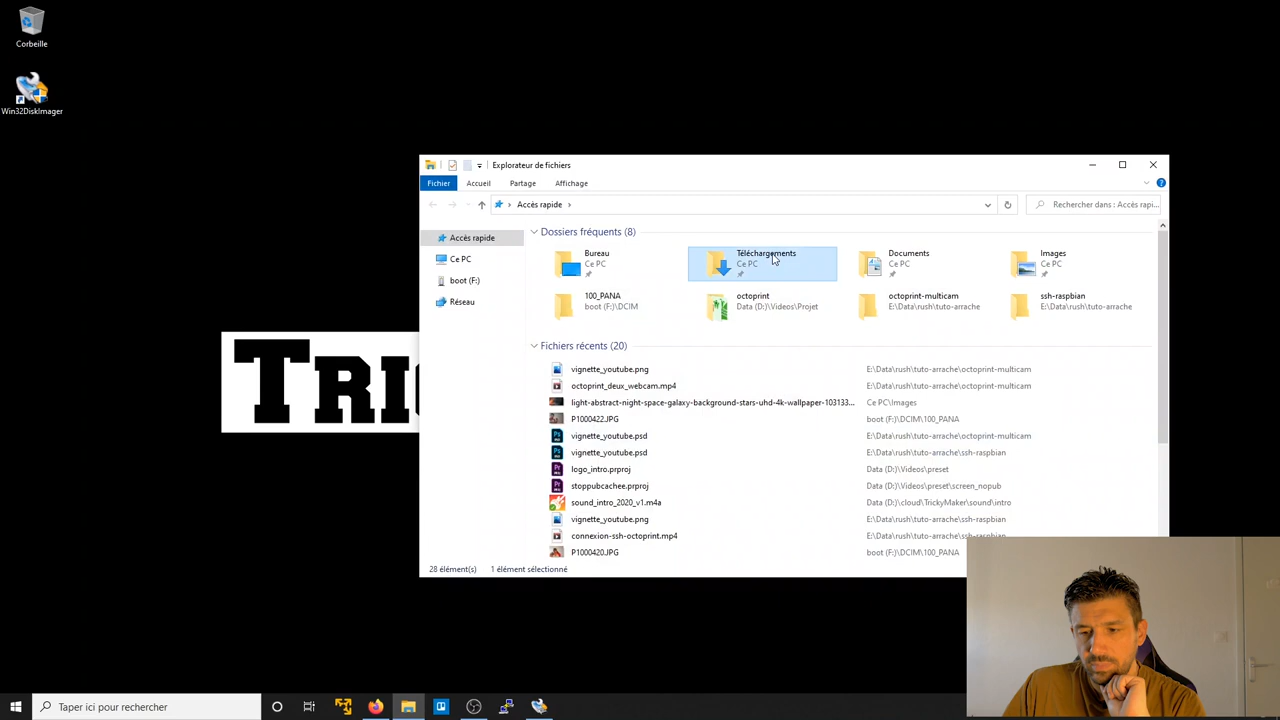 Corbeille
Win32DiskImager
TRI
Explorateur de fichiers
Fichier Accueil Partage Affichage
Accès rapide
Rechercher dans : Accès rapi...
Accès rapide
Ce PC
boot (F:)
Réseau
Dossiers fréquents (8)
Bureau
Ce PC
Téléchargements
Ce PC
Documents
Ce PC
Images
Ce PC
100_PANA
boot (F:)\DCIM
octoprint
Data (D:)\Videos\Projet
octoprint-multicam
E:\Data\rush\tuto-arrache
ssh-raspbian
E:\Data\rush\tuto-arrache
Fichiers récents (20)
vignette_youtube.png E:\Data\rush\tuto-arrache\octoprint-multicam
octoprint_deux_webcam.mp4 E:\Data\rush\tuto-arrache\octoprint-multicam
light-abstract-night-space-galaxy-background-stars-uhd-4k-wallpaper-103133... Ce PC\Images
P1000422.JPG boot (F:)\DCIM\100_PANA
vignette_youtube.psd E:\Data\rush\tuto-arrache\octoprint-multicam
vignette_youtube.psd E:\Data\rush\tuto-arrache\ssh-raspbian
logo_intro.prproj Data (D:)\Videos\preset
stoppubcachee.prproj Data (D:)\Videos\preset\screen_nopub
sound_intro_2020_v1.m4a Data (D:)\cloud\TrickyMaker\sound\intro
vignette_youtube.png E:\Data\rush\tuto-arrache\ssh-raspbian
connexion-ssh-octoprint.mp4 E:\Data\rush\tuto-arrache\ssh-raspbian
P1000420.JPG boot (F:)\DCIM\100_PANA
28 élément(s) 1 élément sélectionné
Taper ici pour rechercher